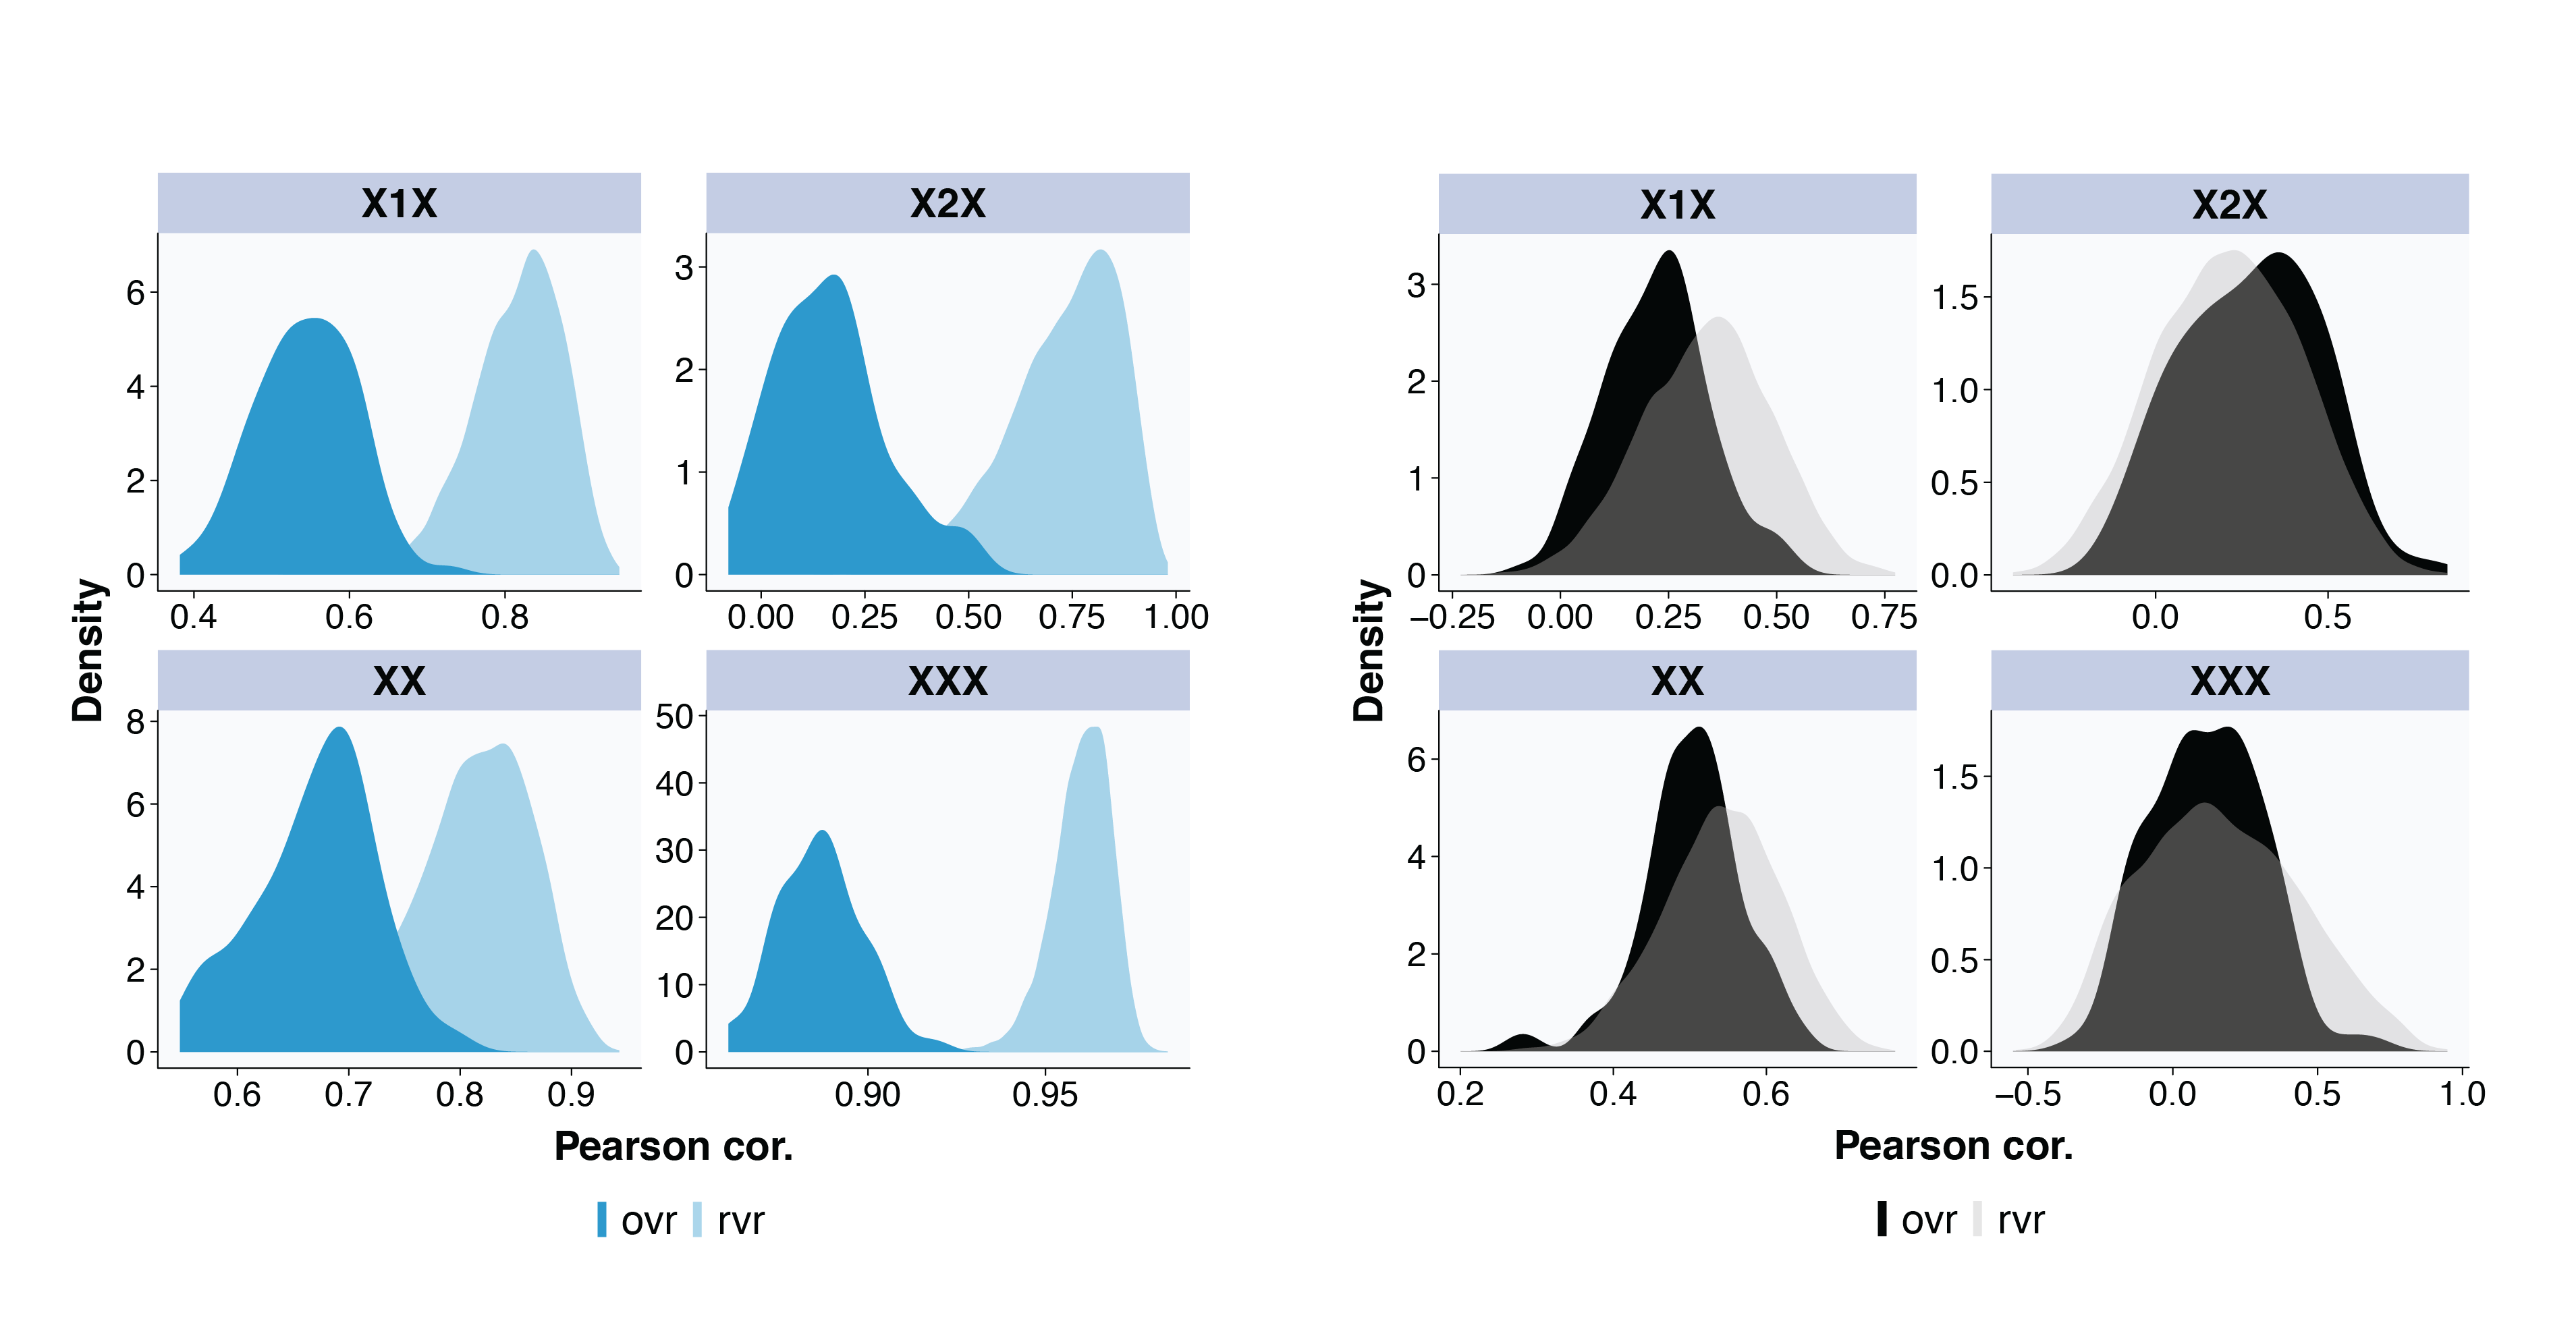 X1X
X2X
6
4
2
0
3
2
1
0
0.4 0.6 0.8
0.00 0.25 0.50 0.75 1.00
XX
XXX
8
6
4
2
0
50
40
30
20
10
0
0.6 0.7 0.8 0.9
0.90 0.95
Density
Pearson cor.
ovr rvr
X1X
X2X
3
2
1
0
1.5
1.0
0.5
0.0
−0.25 0.00 0.25 0.50 0.75
0.0 0.5
XX
XXX
6
4
2
0
1.5
1.0
0.5
0.0
0.2 0.4 0.6
−0.5 0.0 0.5 1.0
Density
Pearson cor.
ovr rvr